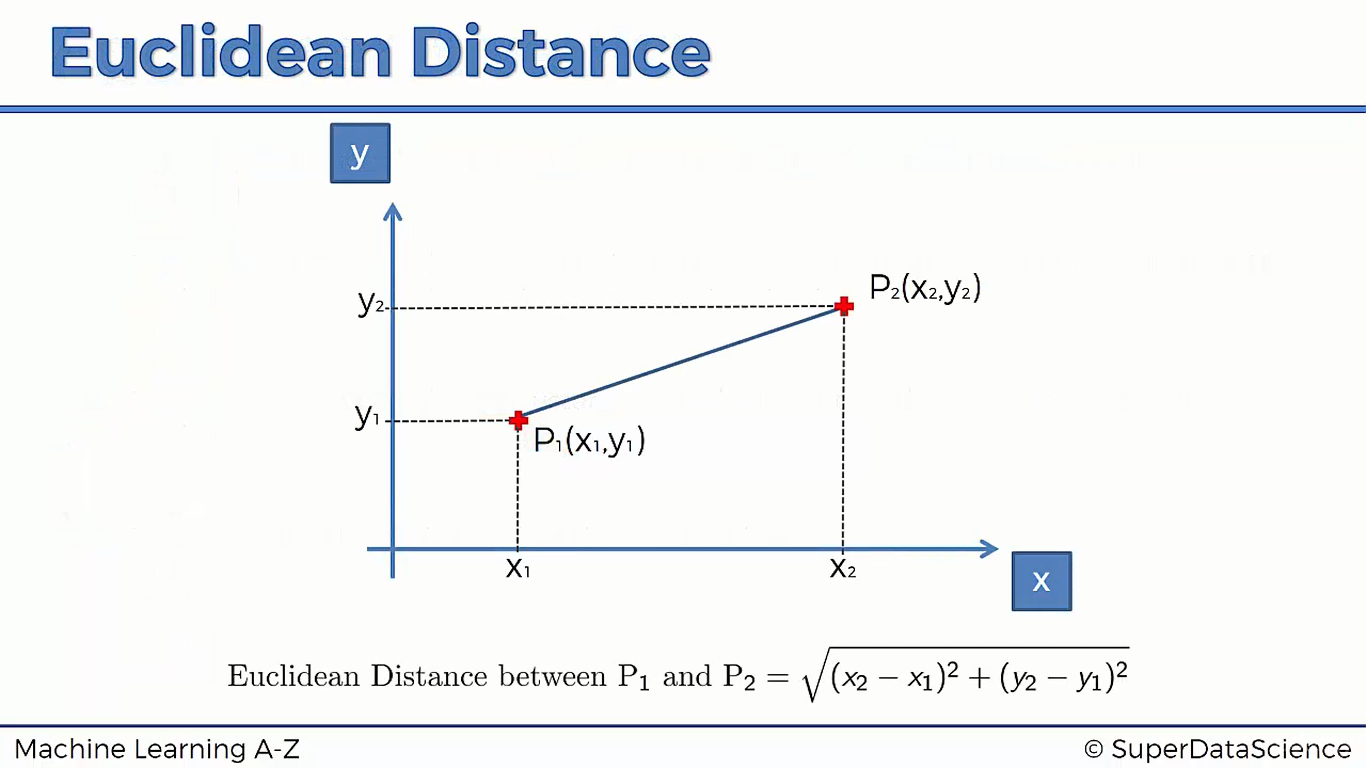 Euclidean Distance
y
P₂(x₂,y₂)
y₂
y₁
P₁(x₁,y₁)
x₁
x₂
x
Euclidean Distance between P₁ and P₂ = √(x₂ − x₁)² + (y₂ − y₁)²
Machine Learning A-Z
© SuperDataScience